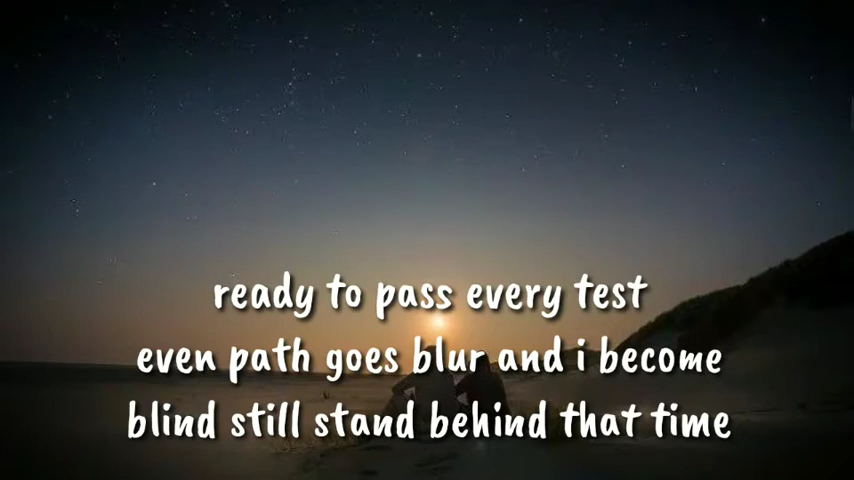 ready to pass every test
even path goes blur and i become
blind still stand behind that time